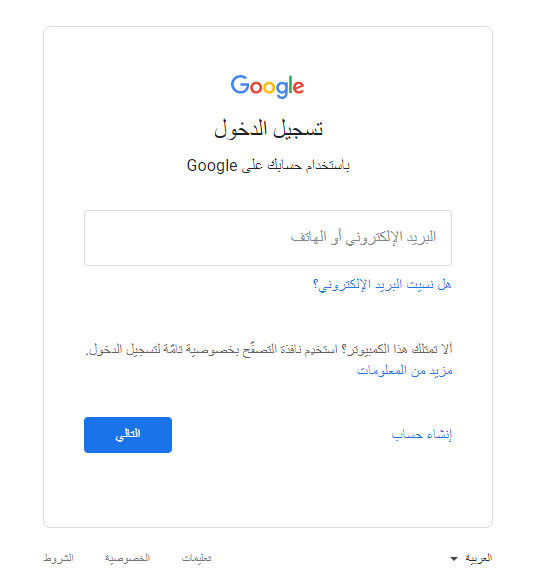 Google
تسجيل الدخول
باستخدام حسابك على Google
البريد الإلكتروني أو الهاتف
هل نسيت البريد الإلكتروني؟
ألا تمتلك هذا الكمبيوتر؟ استخدِم نافذة التصفّح بخصوصية تامّة لتسجيل الدخول.
مزيد من المعلومات
إنشاء حساب
التالي
العربية
تعليمات
الخصوصية
الشروط